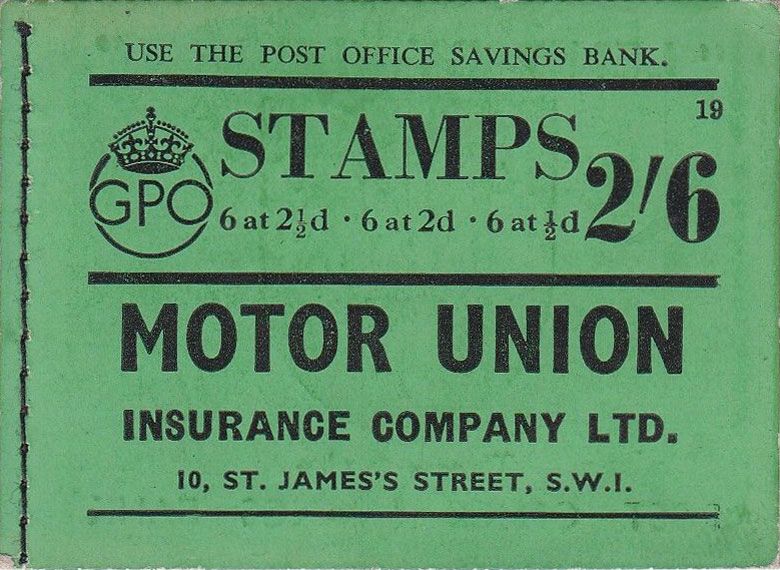 USE THE POST OFFICE SAVINGS BANK.
19
GPO
STAMPS 2/6
6 at 2½d · 6 at 2d · 6 at ½d
MOTOR UNION
INSURANCE COMPANY LTD.
10, ST. JAMES'S STREET, S.W.1.